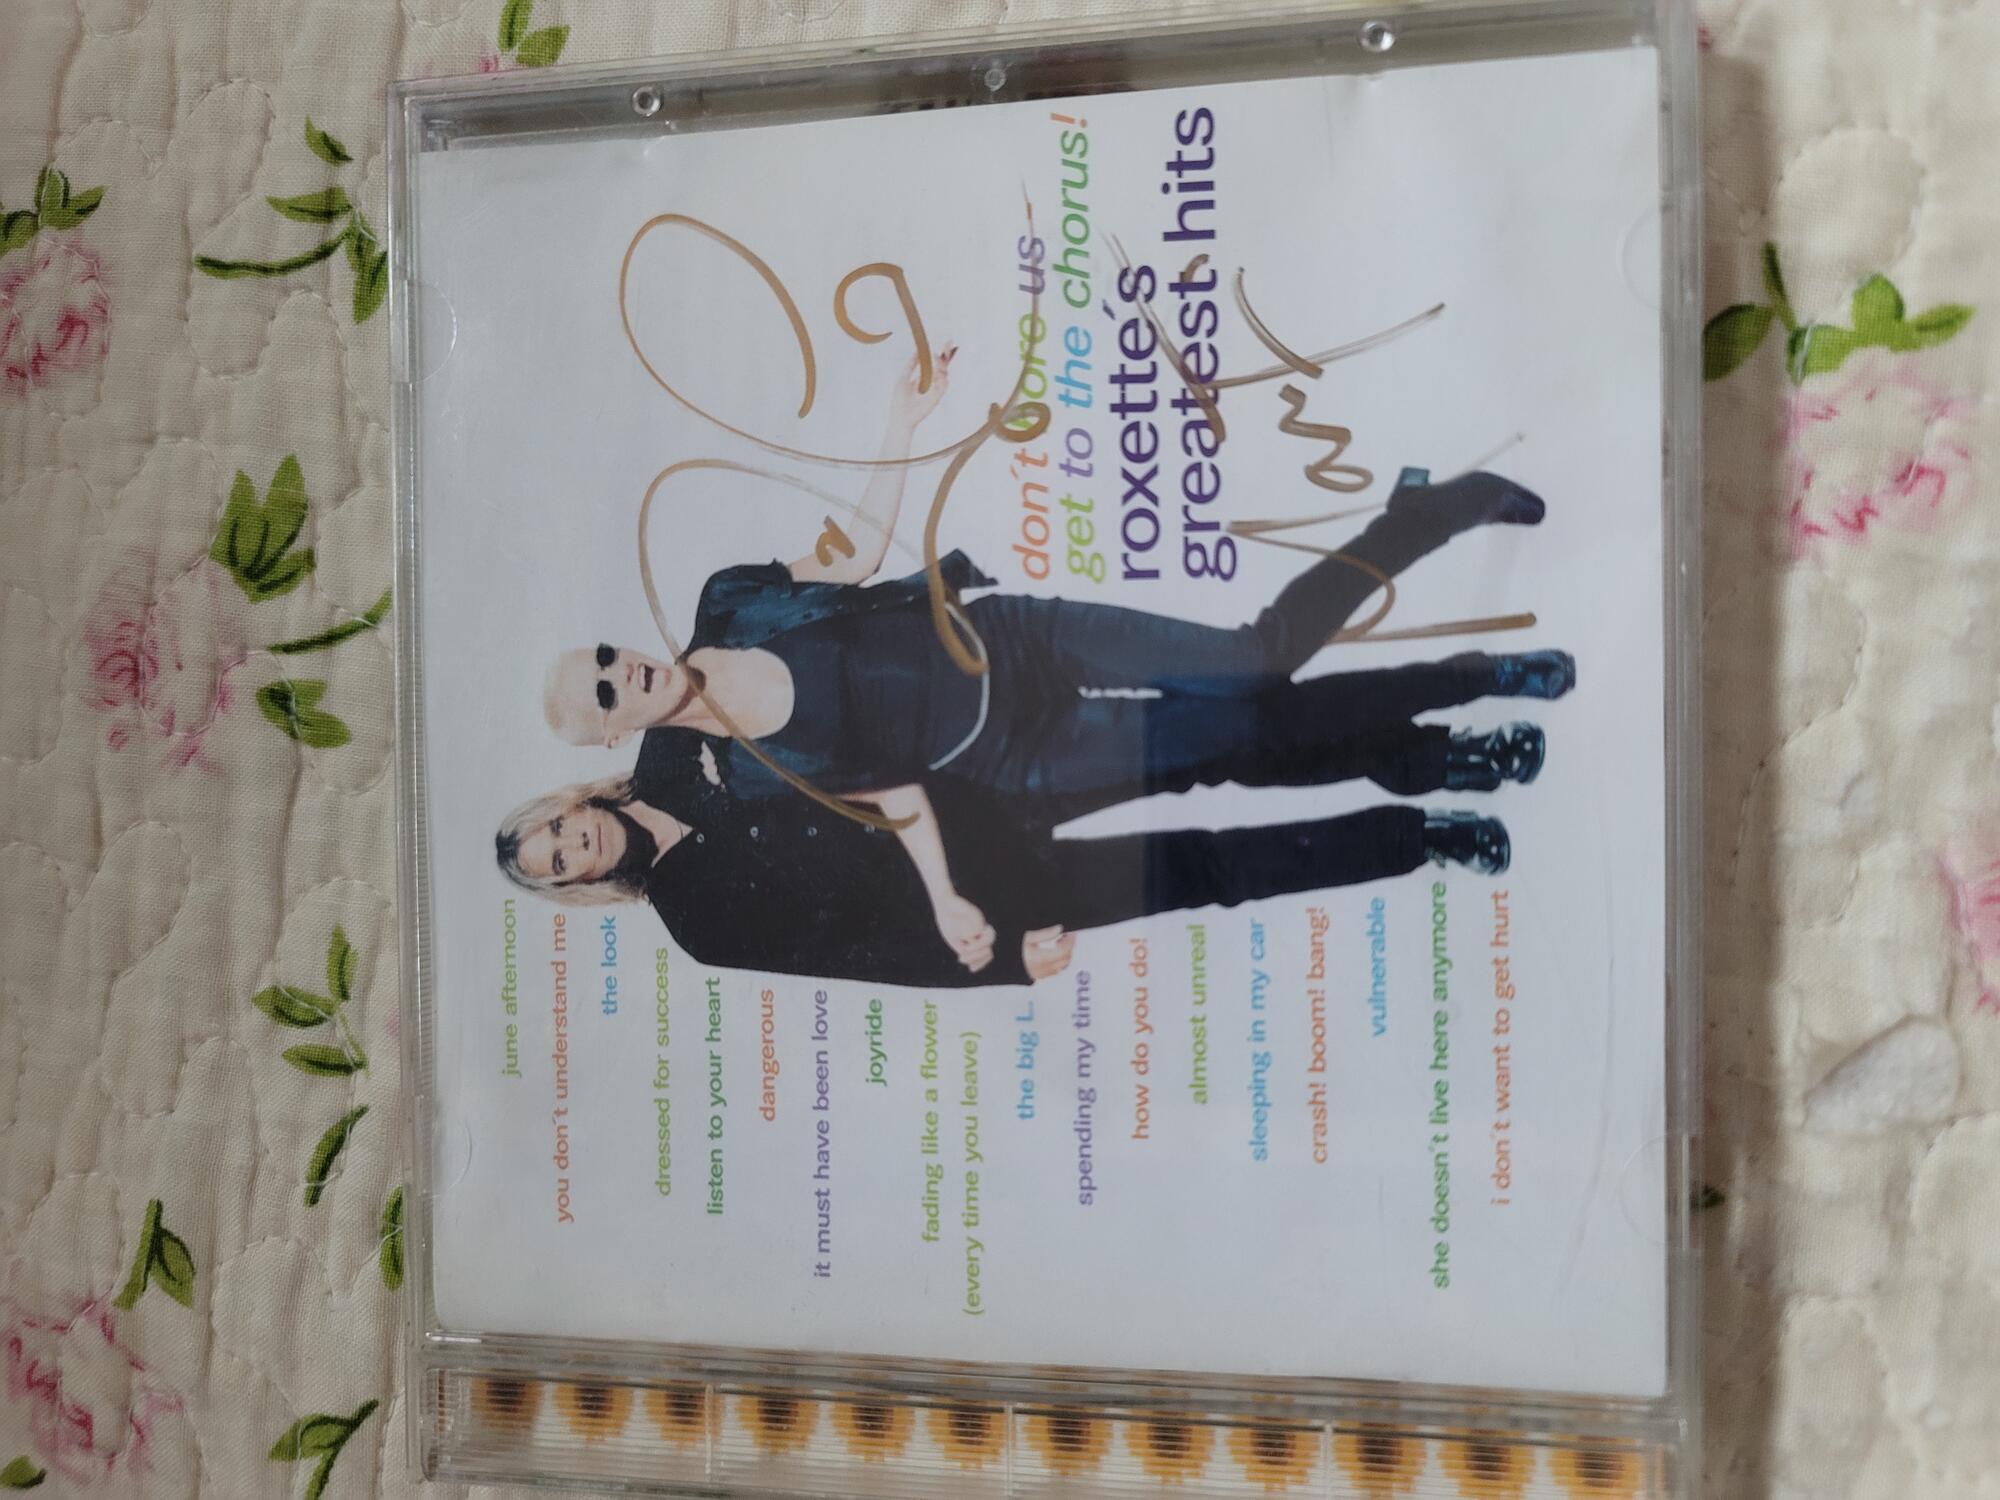 june afternoon
you don´t understand me
the look
dressed for success
listen to your heart
dangerous
it must have been love
joyride
fading like a flower
(every time you leave)
the big L.
spending my time
how do you do!
almost unreal
sleeping in my car
crash! boom! bang!
vulnerable
she doesn´t live here anymore
i don´t want to get hurt
don´t bore us-
get to the chorus!
roxette´s
greatest hits